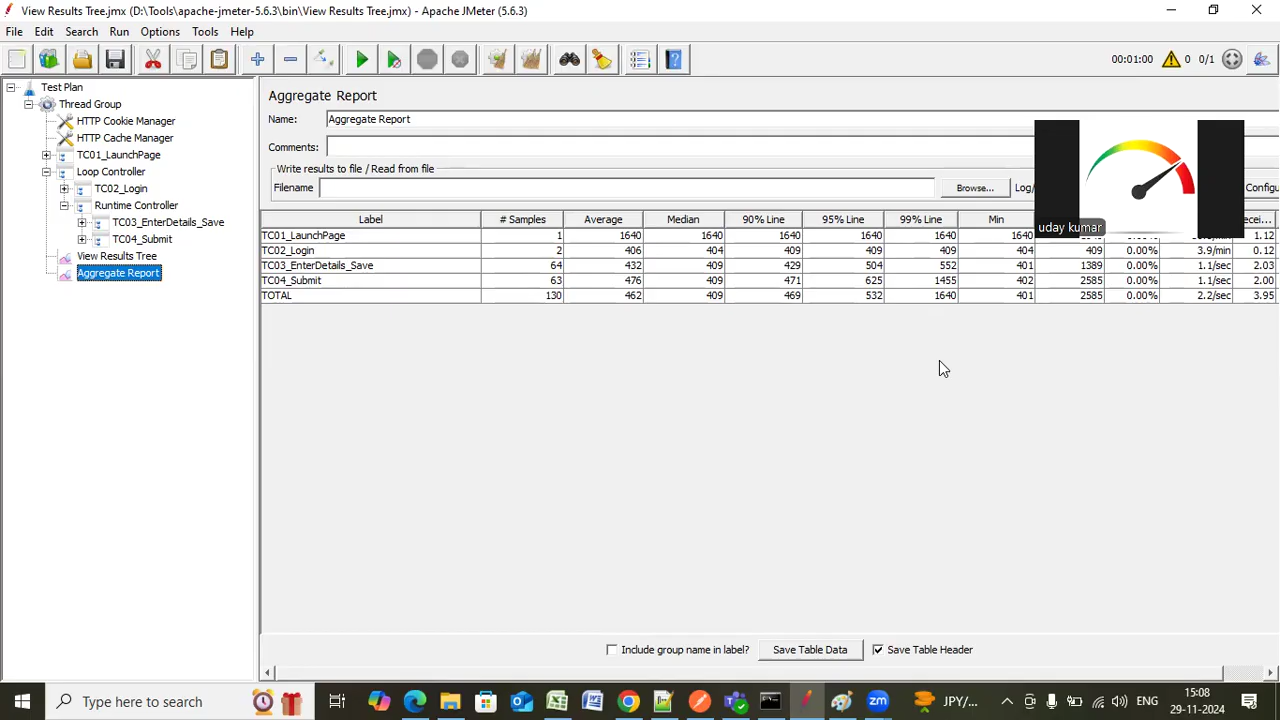 View Results Tree.jmx (D:\Tools\apache-jmeter-5.6.3\bin\View Results Tree.jmx) - Apache JMeter (5.6.3)
File Edit Search Run Options Tools Help
00:01:00 0 0/1
Test Plan
Thread Group
HTTP Cookie Manager
HTTP Cache Manager
TC01_LaunchPage
Loop Controller
TC02_Login
Runtime Controller
TC03_EnterDetails_Save
TC04_Submit
View Results Tree
Aggregate Report
Aggregate Report
Name: Aggregate Report
Comments:
Write results to file / Read from file
Filename Browse... Log/ Configu
uday kumar
Label # Samples Average Median 90% Line 95% Line 99% Line Min
TC01_LaunchPage 1 1640 1640 1640 1640 1640 1640 1.12
TC02_Login 2 406 404 409 409 409 404 409 0.00% 3.9/min 0.12
TC03_EnterDetails_Save 64 432 409 429 504 552 401 1389 0.00% 1.1/sec 2.03
TC04_Submit 63 476 409 471 625 1455 402 2585 0.00% 1.1/sec 2.00
TOTAL 130 462 409 469 532 1640 401 2585 0.00% 2.2/sec 3.95
Include group name in label? Save Table Data Save Table Header
Type here to search
JPY/...
ENG
15:08
29-11-2024